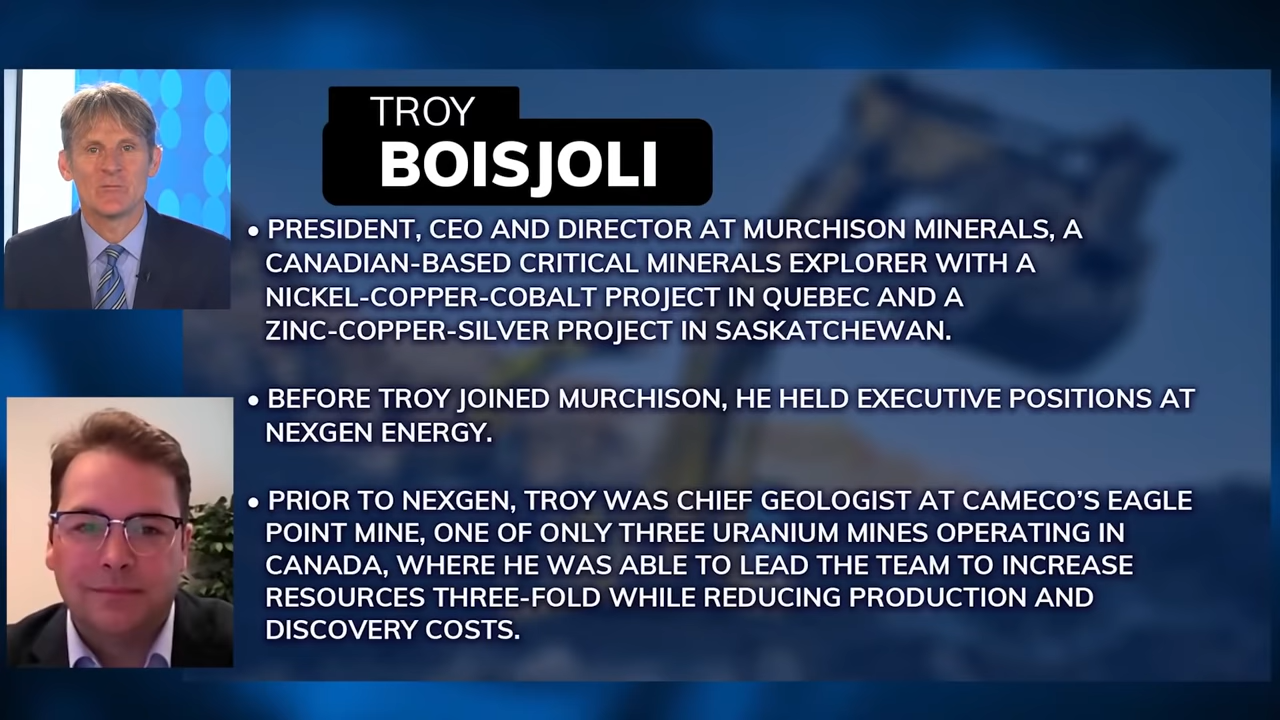 TROY
BOISJOLI
• PRESIDENT, CEO AND DIRECTOR AT MURCHISON MINERALS, A
CANADIAN-BASED CRITICAL MINERALS EXPLORER WITH A
NICKEL-COPPER-COBALT PROJECT IN QUEBEC AND A
ZINC-COPPER-SILVER PROJECT IN SASKATCHEWAN.
• BEFORE TROY JOINED MURCHISON, HE HELD EXECUTIVE POSITIONS AT
NEXGEN ENERGY.
• PRIOR TO NEXGEN, TROY WAS CHIEF GEOLOGIST AT CAMECO'S EAGLE
POINT MINE, ONE OF ONLY THREE URANIUM MINES OPERATING IN
CANADA, WHERE HE WAS ABLE TO LEAD THE TEAM TO INCREASE
RESOURCES THREE-FOLD WHILE REDUCING PRODUCTION AND
DISCOVERY COSTS.